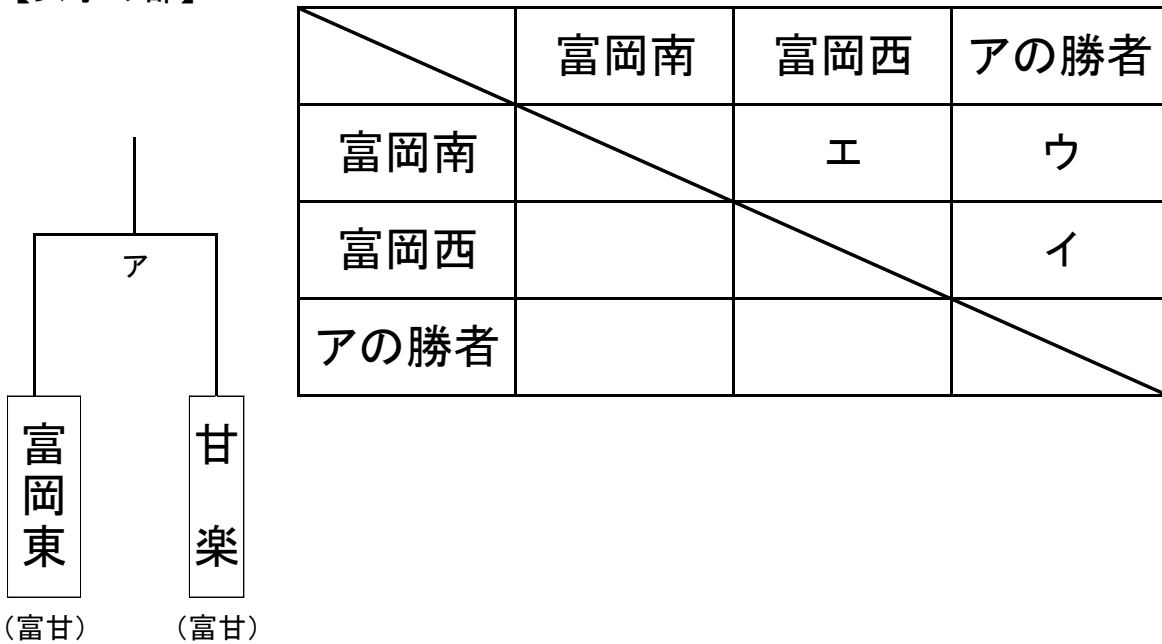 富岡南 富岡西 アの勝者
富岡南 エ ウ
富岡西 イ
アの勝者
ア
富岡東
甘楽
(富甘) (富甘)